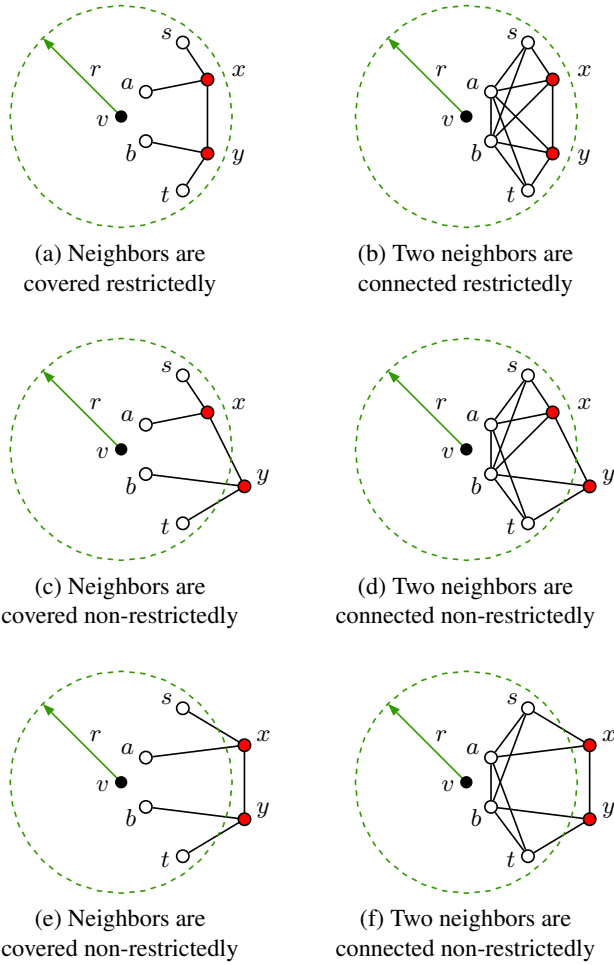 s
r
x
a
v
b
y
t
s
r
x
a
v
b
y
t
(a) Neighbors are
covered restrictedly
(b) Two neighbors are
connected restrictedly
s
r
x
a
v
b
y
t
s
r
x
a
v
b
y
t
(c) Neighbors are
covered non-restrictedly
(d) Two neighbors are
connected non-restrictedly
s
r
x
a
v
b
y
t
s
r
x
a
v
b
y
t
(e) Neighbors are
covered non-restrictedly
(f) Two neighbors are
connected non-restrictedly